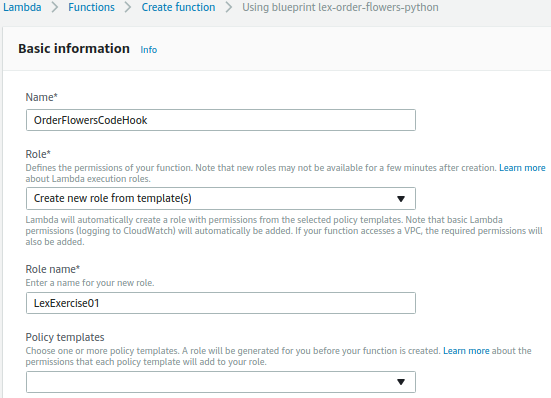 Lambda > Functions > Create function > Using blueprint lex-order-flowers-python
Basic information Info
Name*
OrderFlowersCodeHook
Role*
Defines the permissions of your function. Note that new roles may not be available for a few minutes after creation. Learn more
about Lambda execution roles.
Create new role from template(s)
Lambda will automatically create a role with permissions from the selected policy templates. Note that basic Lambda
permissions (logging to CloudWatch) will automatically be added. If your function accesses a VPC, the required permissions will
also be added.
Role name*
Enter a name for your new role.
LexExercise01
Policy templates
Choose one or more policy templates. A role will be generated for you before your function is created. Learn more about the
permissions that each policy template will add to your role.